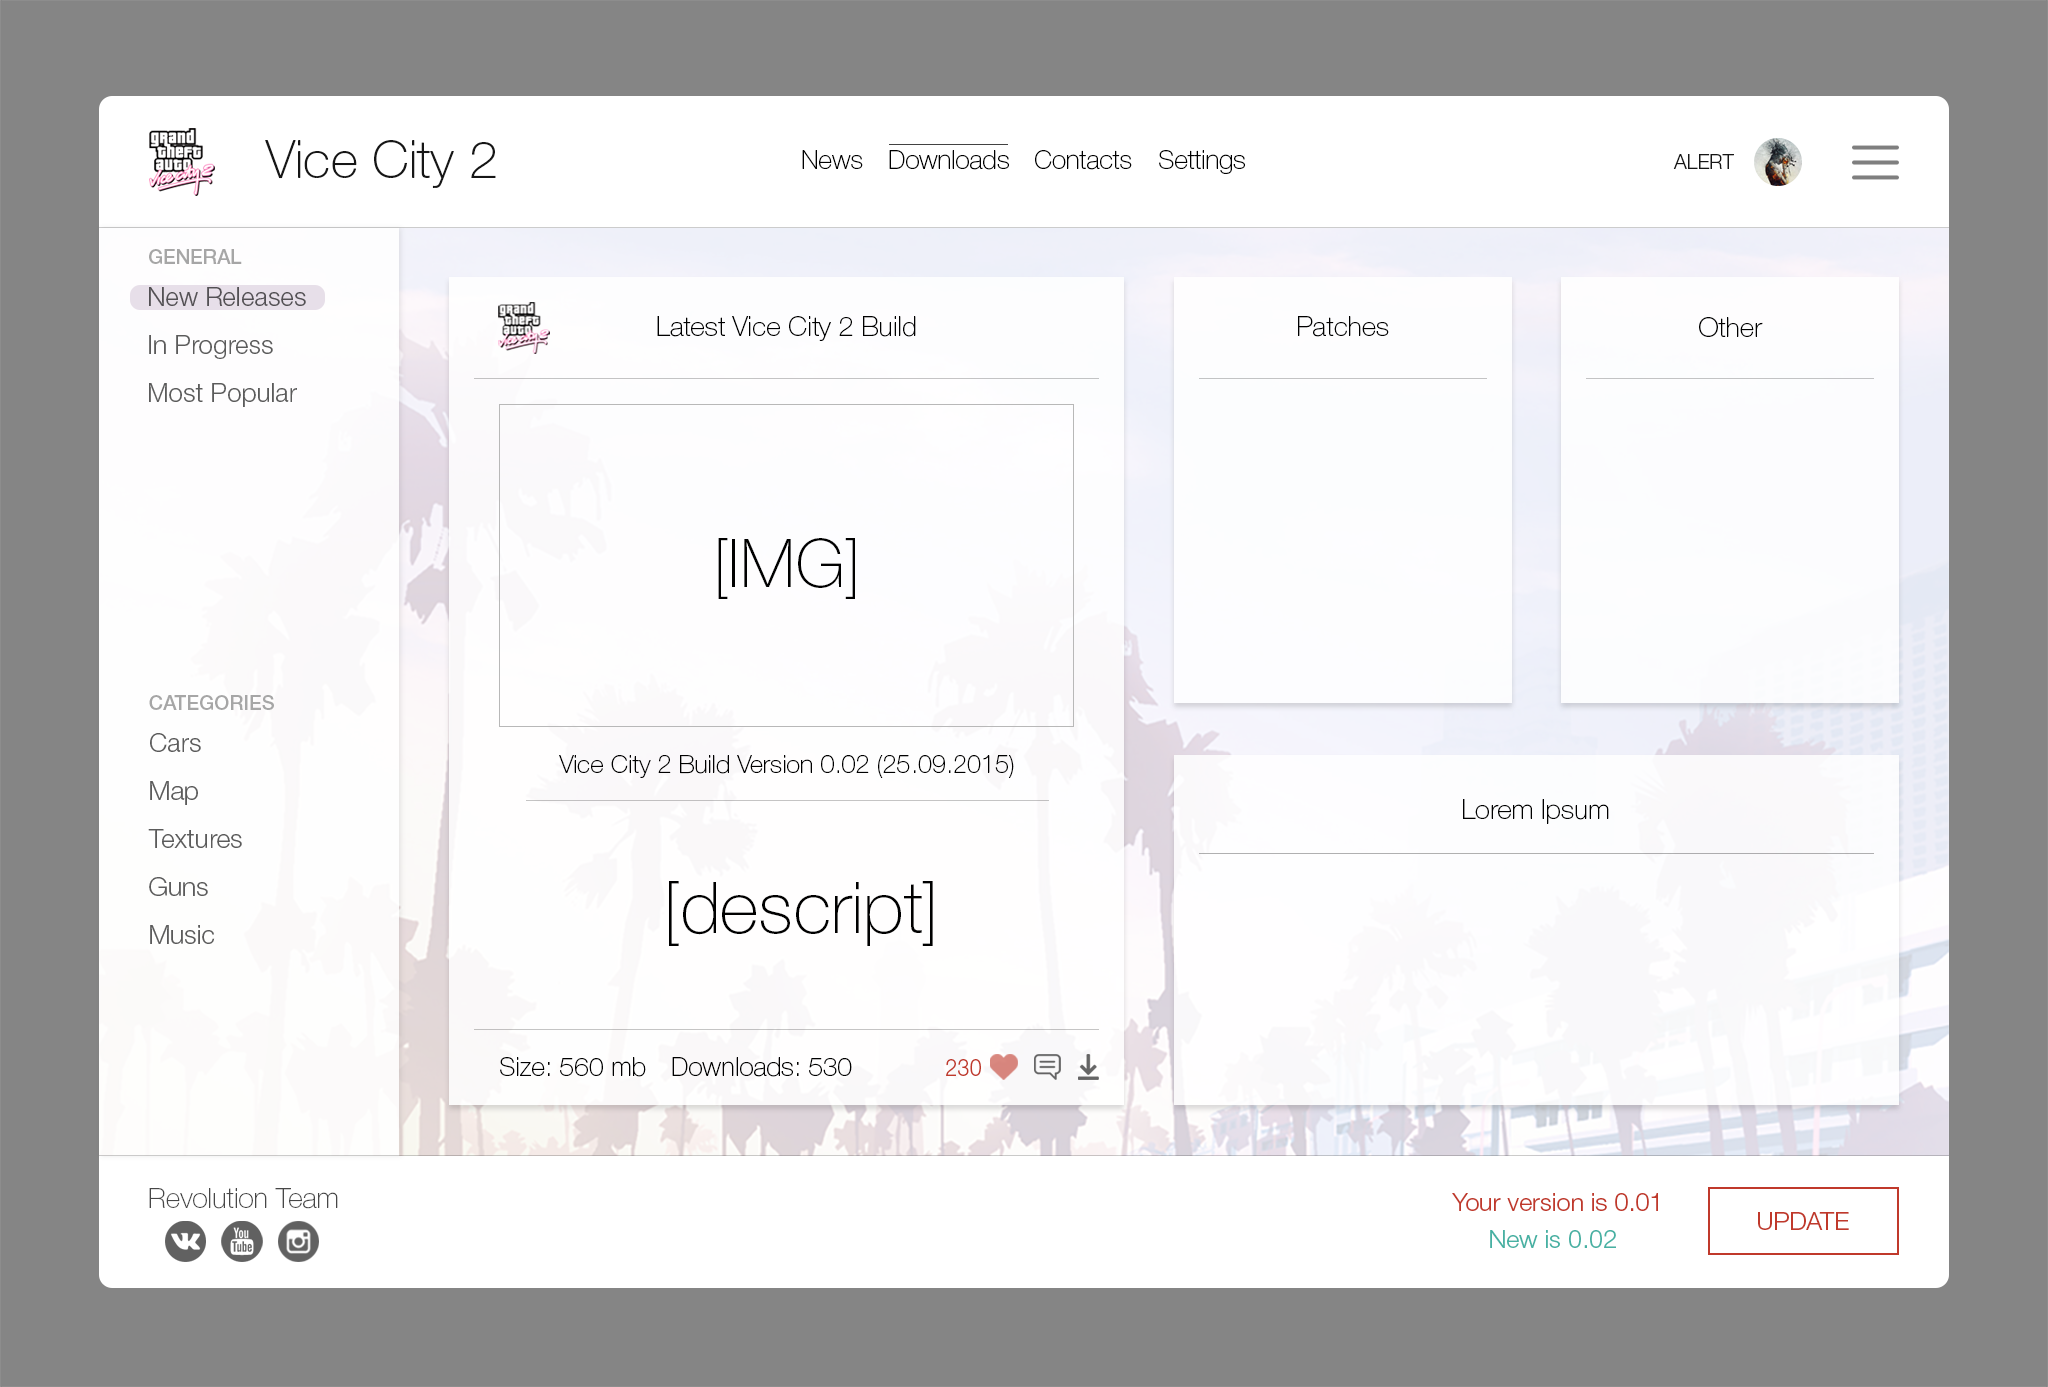 grand
theft
auto
vice city 2
Vice City 2
News Downloads Contacts Settings
ALERT
GENERAL
New Releases
In Progress
Most Popular
CATEGORIES
Cars
Map
Textures
Guns
Music
grand
theft
auto
vice city 2
Latest Vice City 2 Build
[IMG]
Vice City 2 Build Version 0.02 (25.09.2015)
[descript]
Size: 560 mb Downloads: 530 230
Patches
Other
Lorem Ipsum
Revolution Team
You
Tube
Your version is 0.01
New is 0.02
UPDATE